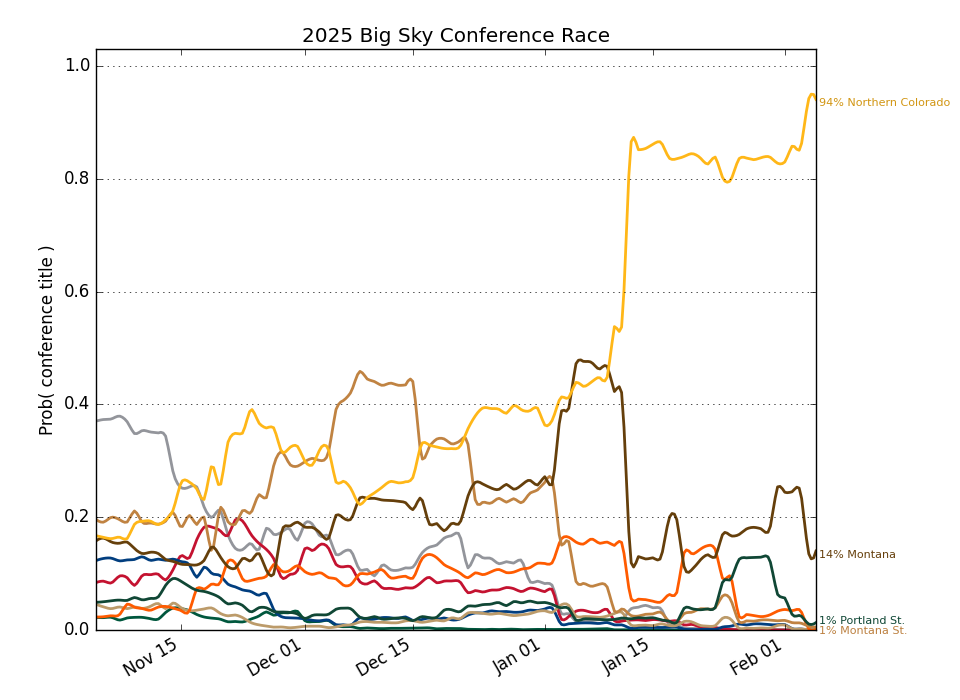 2025 Big Sky Conference Race
Prob( conference title )
1.0
0.8
0.6
0.4
0.2
0.0
94% Northern Colorado
14% Montana
1% Portland St.
1% Montana St.
Nov 15
Dec 01
Dec 15
Jan 01
Jan 15
Feb 01